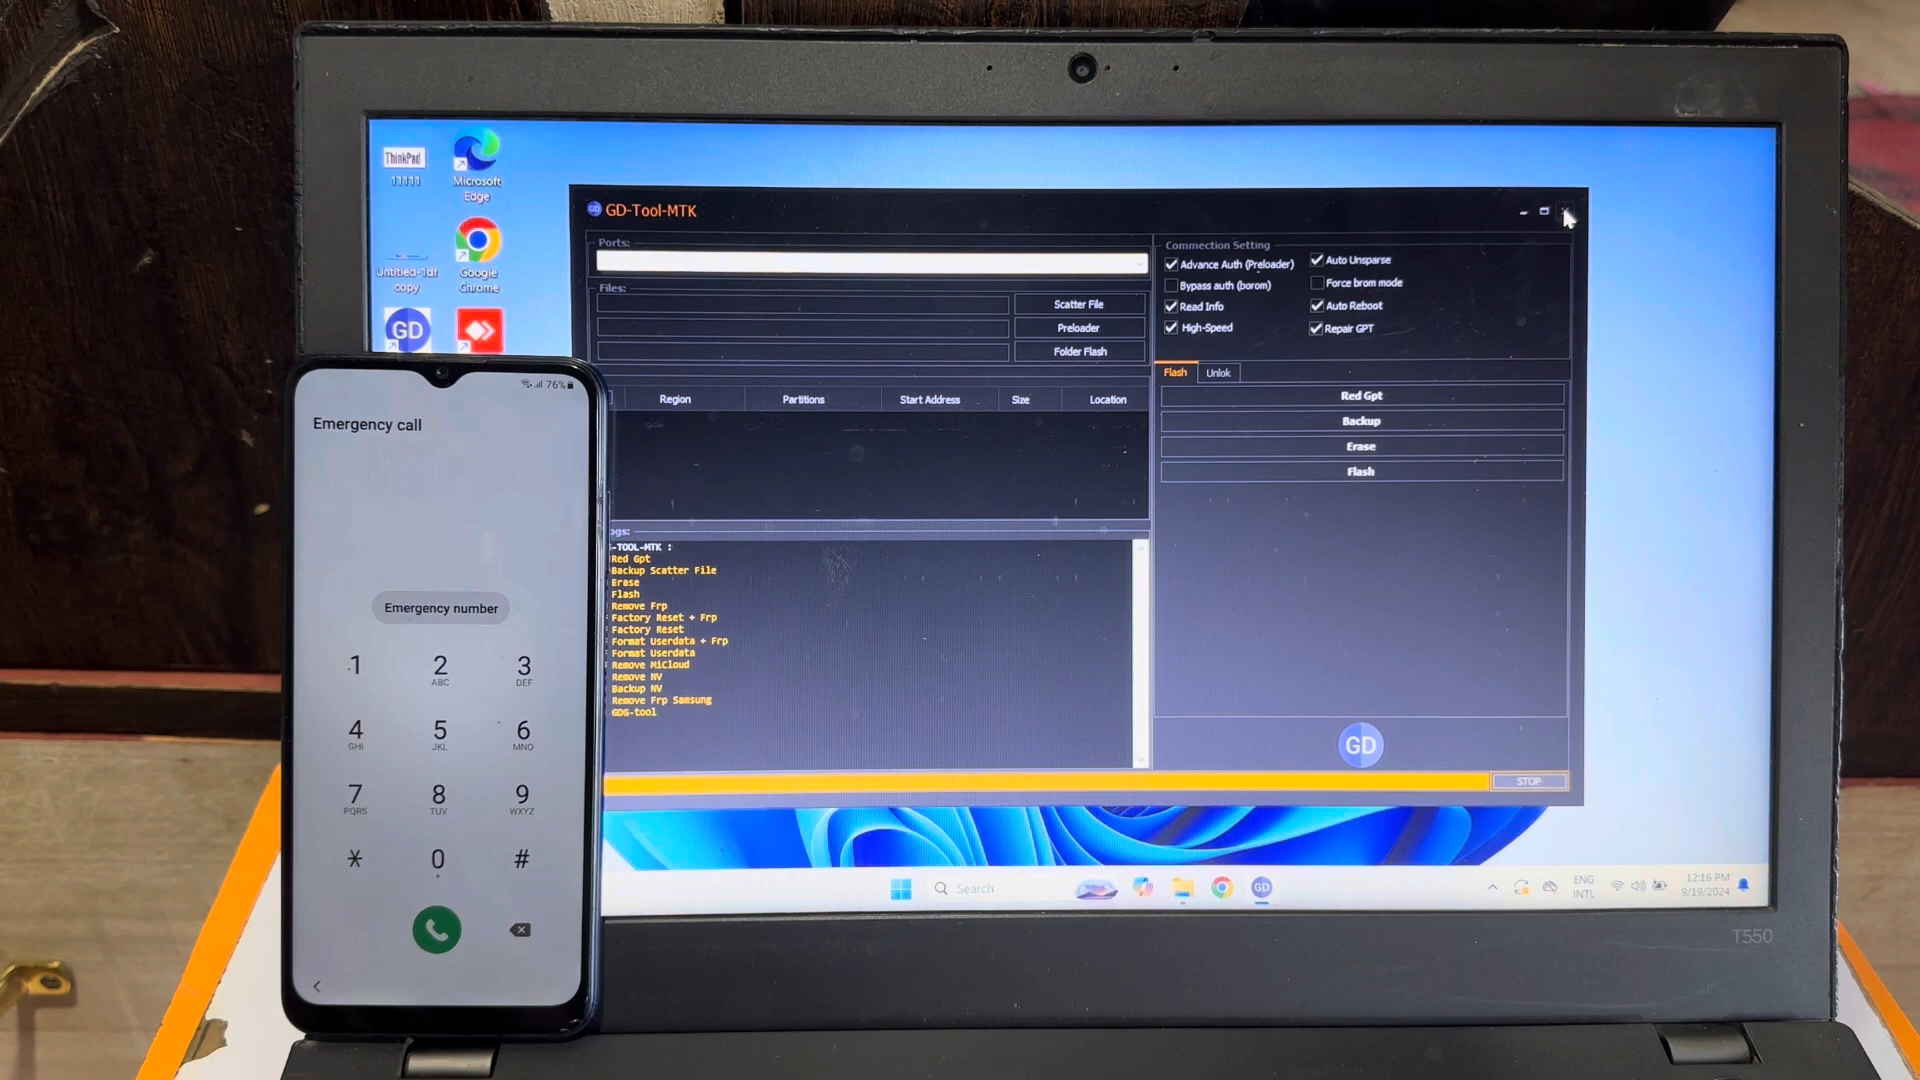 ThinkPad
11111
Microsoft
Edge
Untitled-1df
copy
Google
Chrome
GD
GD-Tool-MTK
Ports:
Files:
Scatter File
Preloader
Folder Flash
Region
Partitions
Start Address
Size
Location
ogs:
-TOOL-MTK :
Red Gpt
Backup Scatter File
Erase
Flash
Remove Frp
Factory Reset + Frp
Factory Reset
Format Userdata + Frp
Format Userdata
Remove MiCloud
Remove NV
Backup NV
Remove Frp Samsung
GDG-tool
Commection Setting
Advance Auth (Preloader)
Auto Unsparse
Bypass auth (borom)
Force brom mode
Read Info
Auto Reboot
High-Speed
Repair GPT
Flash
Unlok
Red Gpt
Backup
Erase
Flash
GD
STOP
Search
GD
ENG
INTL
12:16 PM
9/19/2024
T550
76%
Emergency call
Emergency number
1
2
ABC
3
DEF
4
GHI
5
JKL
6
MNO
7
PQRS
8
TUV
9
WXYZ
*
0
+
#